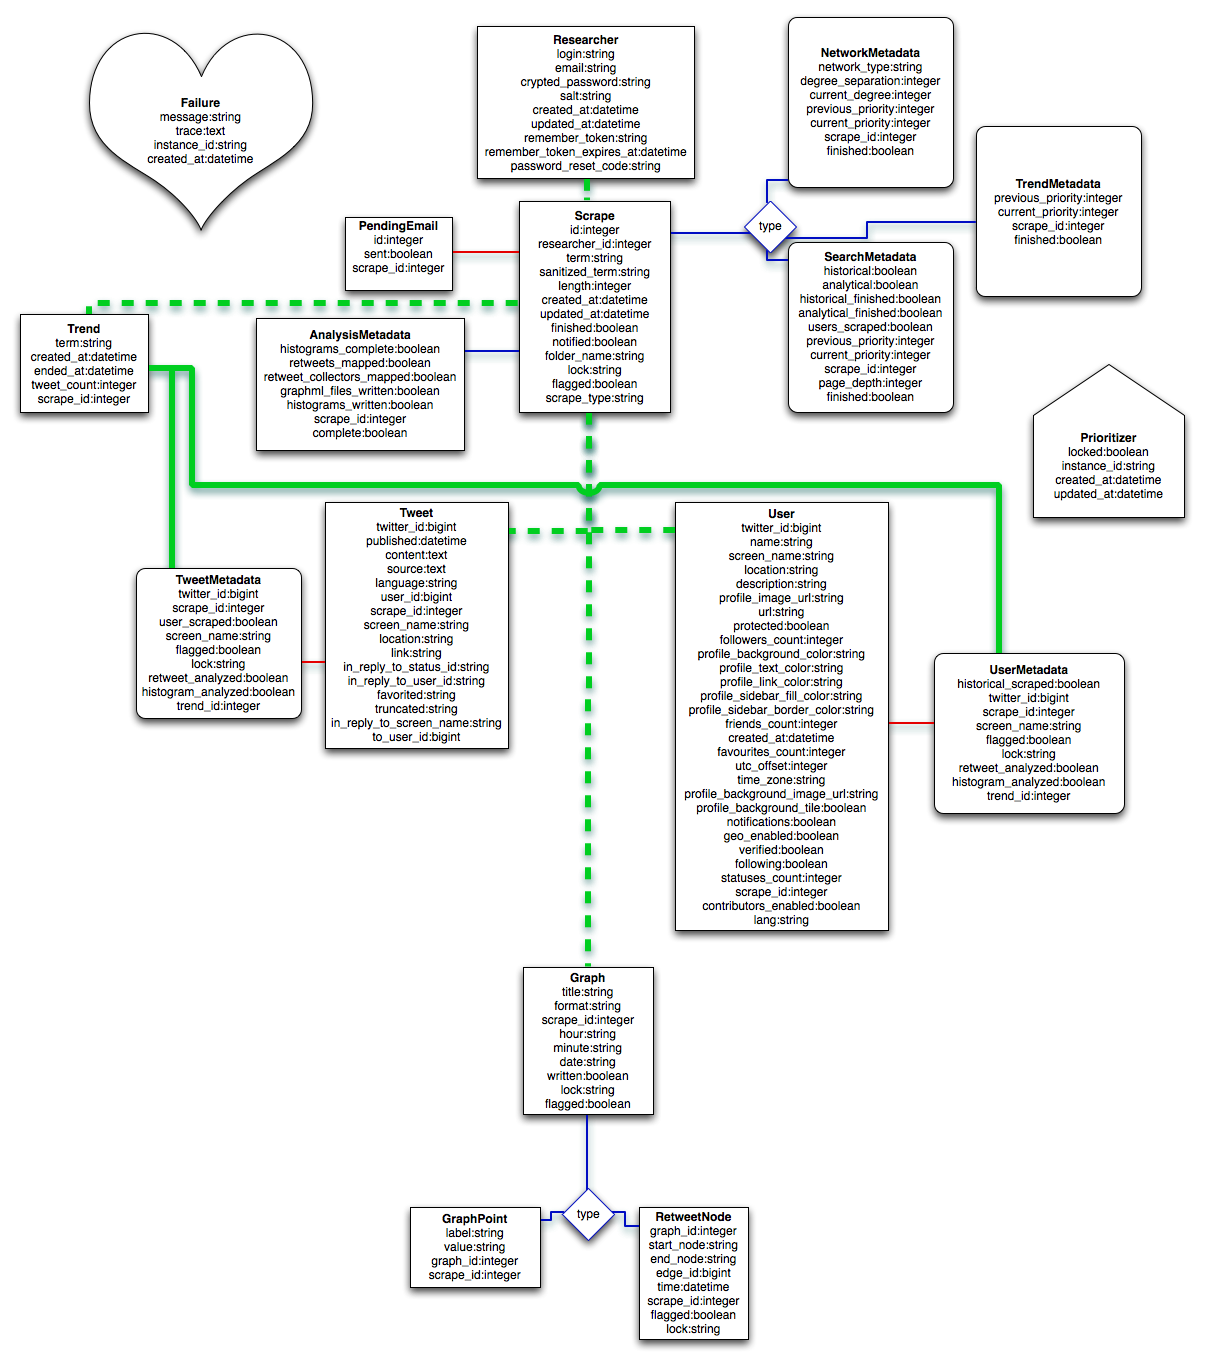 Failure
message:string
trace:text
instance_id:string
created_at:datetime
Researcher
login:string
email:string
crypted_password:string
salt:string
created_at:datetime
updated_at:datetime
remember_token:string
remember_token_expires_at:datetime
password_reset_code:string
NetworkMetadata
network_type:string
degree_separation:integer
current_degree:integer
previous_priority:integer
current_priority:integer
scrape_id:integer
finished:boolean
TrendMetadata
previous_priority:integer
current_priority:integer
scrape_id:integer
finished:boolean
PendingEmail
id:integer
sent:boolean
scrape_id:integer
Scrape
id:integer
researcher_id:integer
term:string
sanitized_term:string
length:integer
created_at:datetime
updated_at:datetime
finished:boolean
notified:boolean
folder_name:string
lock:string
flagged:boolean
scrape_type:string
type
SearchMetadata
historical:boolean
analytical:boolean
historical_finished:boolean
analytical_finished:boolean
users_scraped:boolean
previous_priority:integer
current_priority:integer
scrape_id:integer
page_depth:integer
finished:boolean
Trend
term:string
created_at:datetime
ended_at:datetime
tweet_count:integer
scrape_id:integer
AnalysisMetadata
histograms_complete:boolean
retweets_mapped:boolean
retweet_collectors_mapped:boolean
graphml_files_written:boolean
histograms_written:boolean
scrape_id:integer
complete:boolean
Prioritizer
locked:boolean
instance_id:string
created_at:datetime
updated_at:datetime
TweetMetadata
twitter_id:bigint
scrape_id:integer
user_scraped:boolean
screen_name:string
flagged:boolean
lock:string
retweet_analyzed:boolean
histogram_analyzed:boolean
trend_id:integer
Tweet
twitter_id:bigint
published:datetime
content:text
source:text
language:string
user_id:bigint
scrape_id:integer
screen_name:string
location:string
link:string
in_reply_to_status_id:string
in_reply_to_user_id:string
favorited:string
truncated:string
in_reply_to_screen_name:string
to_user_id:bigint
User
twitter_id:bigint
name:string
screen_name:string
location:string
description:string
profile_image_url:string
url:string
protected:boolean
followers_count:integer
profile_background_color:string
profile_text_color:string
profile_link_color:string
profile_sidebar_fill_color:string
profile_sidebar_border_color:string
friends_count:integer
created_at:datetime
favourites_count:integer
utc_offset:integer
time_zone:string
profile_background_image_url:string
profile_background_tile:boolean
notifications:boolean
geo_enabled:boolean
verified:boolean
following:boolean
statuses_count:integer
scrape_id:integer
contributors_enabled:boolean
lang:string
UserMetadata
historical_scraped:boolean
twitter_id:bigint
scrape_id:integer
screen_name:string
flagged:boolean
lock:string
retweet_analyzed:boolean
histogram_analyzed:boolean
trend_id:integer
Graph
title:string
format:string
scrape_id:integer
hour:string
minute:string
date:string
written:boolean
lock:string
flagged:boolean
type
GraphPoint
label:string
value:string
graph_id:integer
scrape_id:integer
RetweetNode
graph_id:integer
start_node:string
end_node:string
edge_id:bigint
time:datetime
scrape_id:integer
flagged:boolean
lock:string